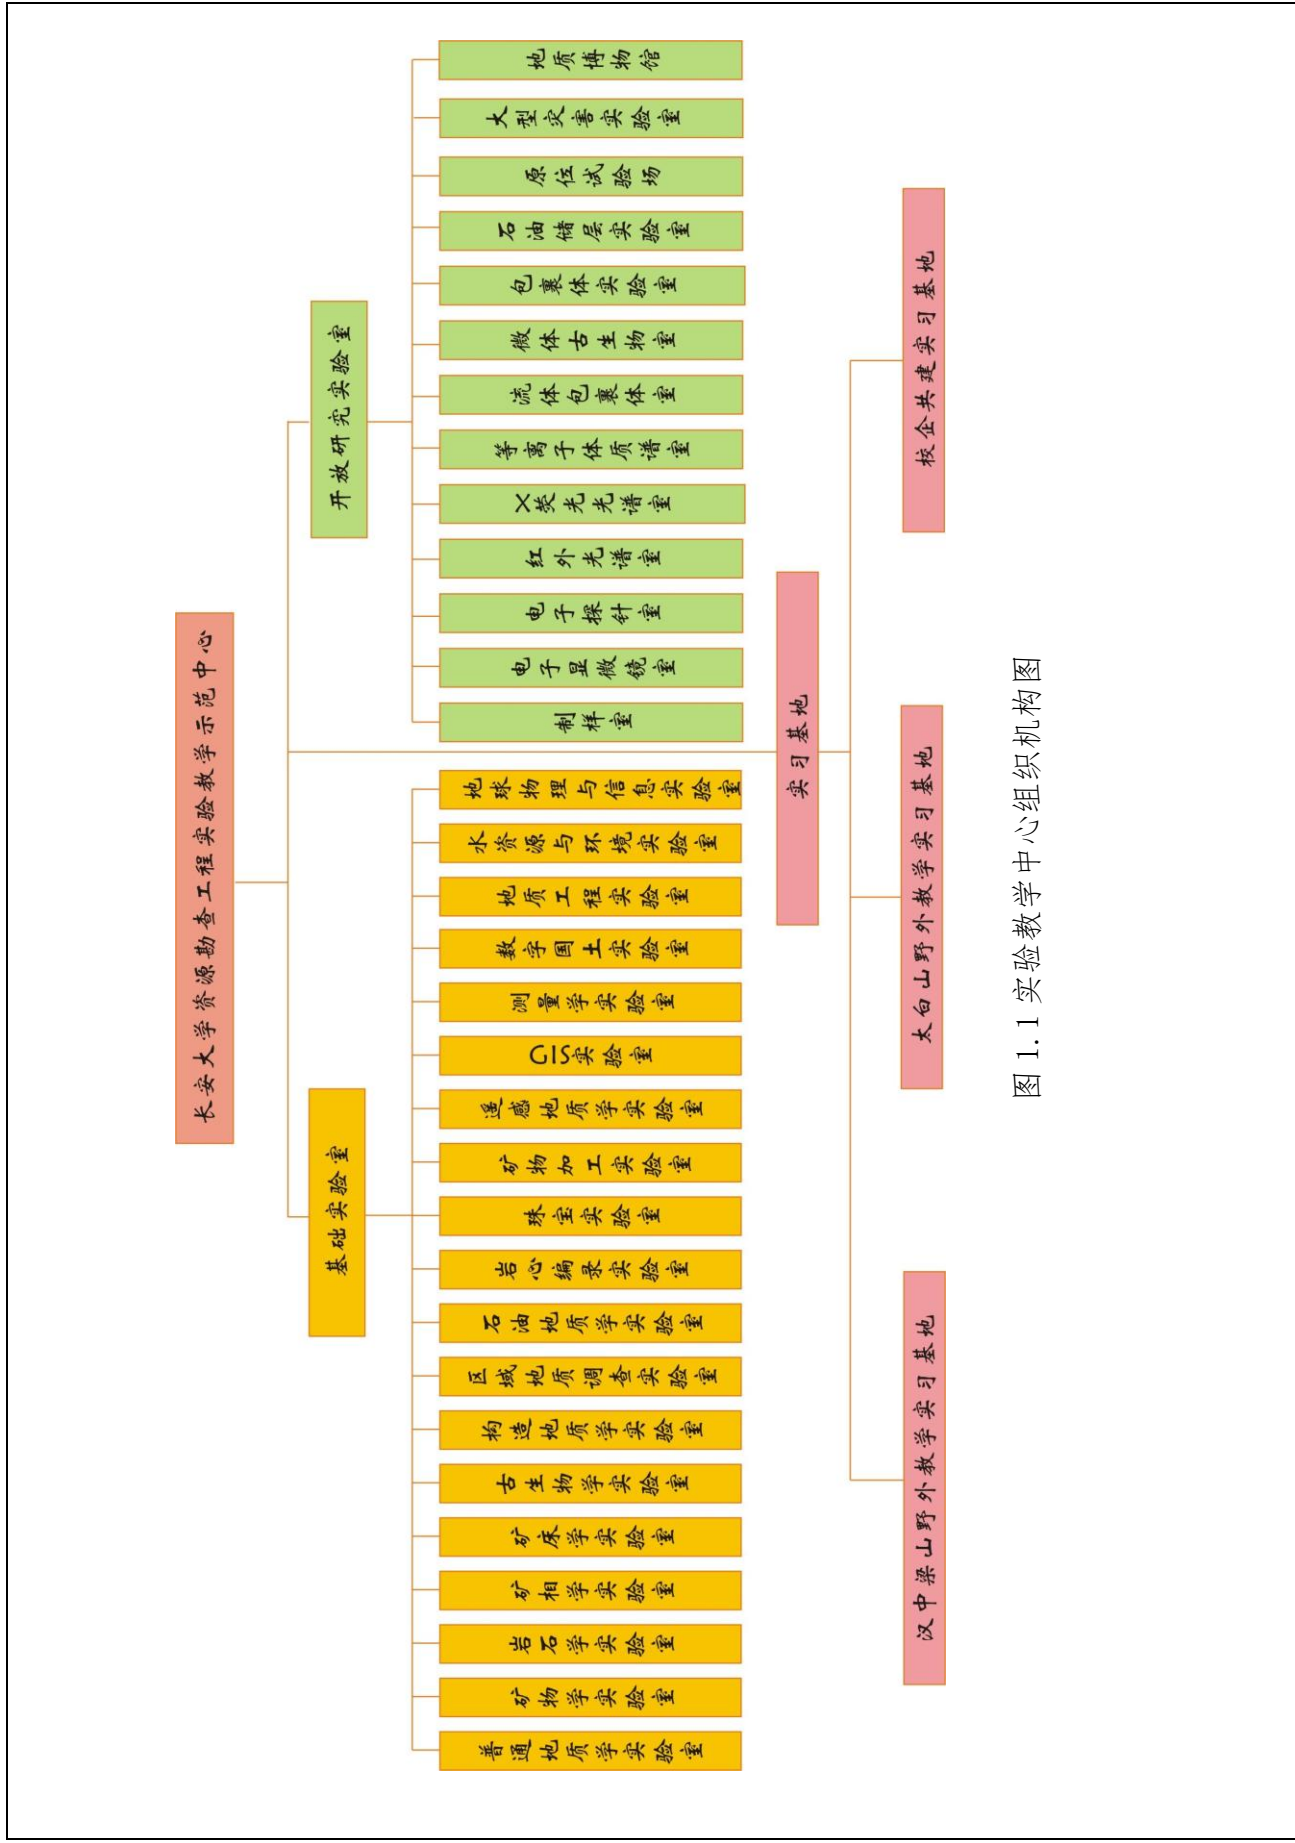 长安大学资源勘查工程实验教学示范中心
基础实验室
开放研究实验室
普通地质学实验室
矿物学实验室
岩石学实验室
矿相学实验室
矿床学实验室
古生物学实验室
构造地质学实验室
区域地质调查实验室
石油地质学实验室
岩心编录实验室
珠宝实验室
矿物加工实验室
遥感地质学实验室
GIS实验室
测量学实验室
数字国土实验室
地质工程实验室
水资源与环境实验室
地球物理与信息实验室
制样室
电子显微镜室
电子探针室
红外光谱室
X荧光光谱室
等离子体质谱室
流体包裹体室
微体古生物室
包裹体实验室
石油储层实验室
原位试验场
大型灾害实验室
地质博物馆
实习基地
汉中梁山野外教学实习基地
太白山野外教学实习基地
校企共建实习基地
图 1.1 实验教学中心组织机构图